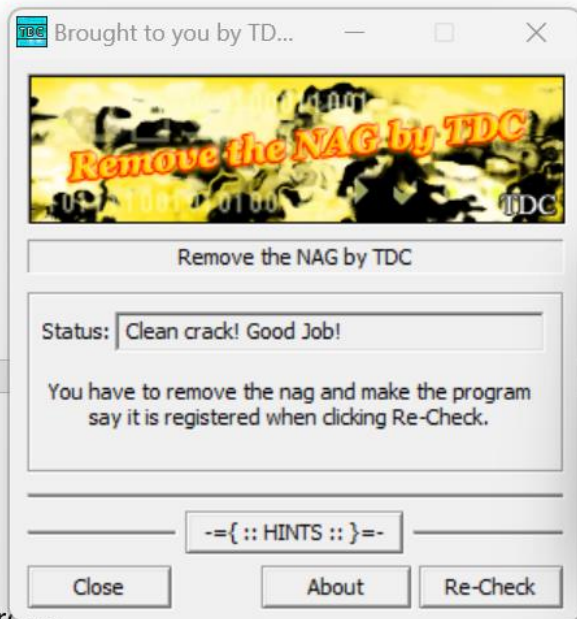 Brought to you by TD...
Remove the NAG by TDC
TDC
Remove the NAG by TDC
Status: Clean crack! Good Job!
You have to remove the nag and make the program
say it is registered when clicking Re-Check.
-={ :: HINTS :: }=-
Close About Re-Check